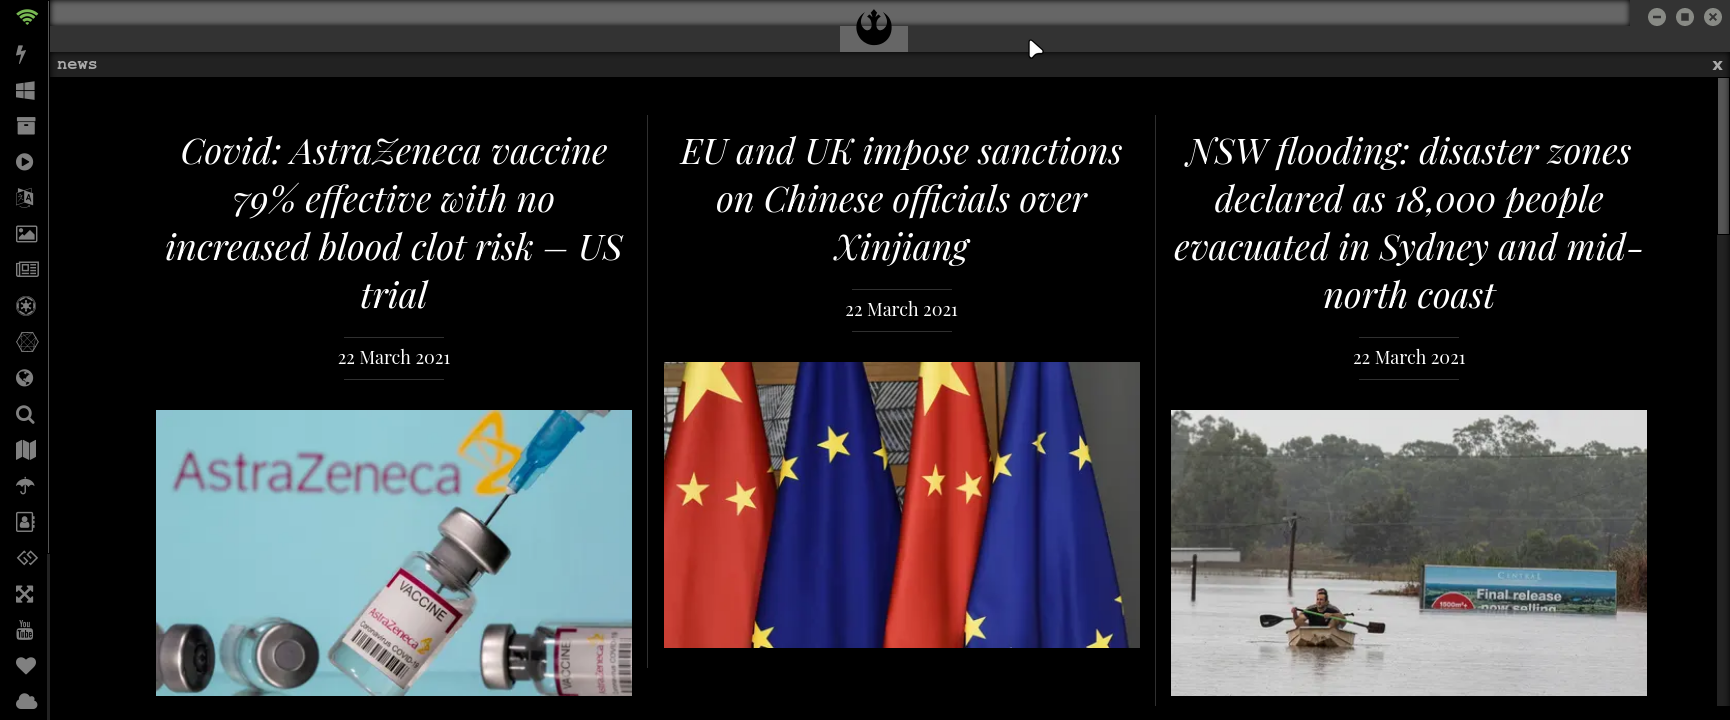 news
x
Covid: AstraZeneca vaccine
79% effective with no
increased blood clot risk – US
trial
22 March 2021
AstraZeneca
VACCINE
AstraZeneca
Coronavirus COVID-19
VACCINE
AstraZeneca
EU and UK impose sanctions
on Chinese officials over
Xinjiang
22 March 2021
NSW flooding: disaster zones
declared as 18,000 people
evacuated in Sydney and mid-
north coast
22 March 2021
CENTRAL
Final release
now selling
You
Tube